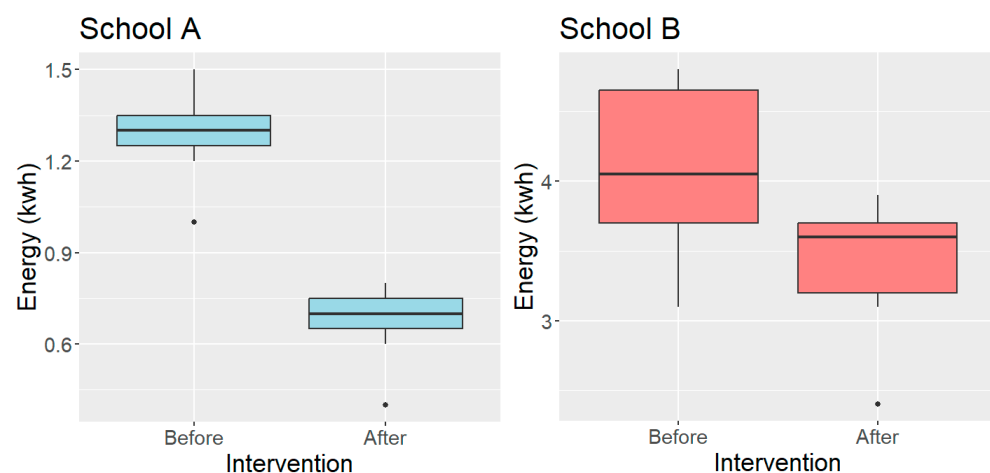 School A
Energy (kwh)
1.5
1.2
0.9
0.6
Before After
Intervention
School B
Energy (kwh)
4
3
Before After
Intervention